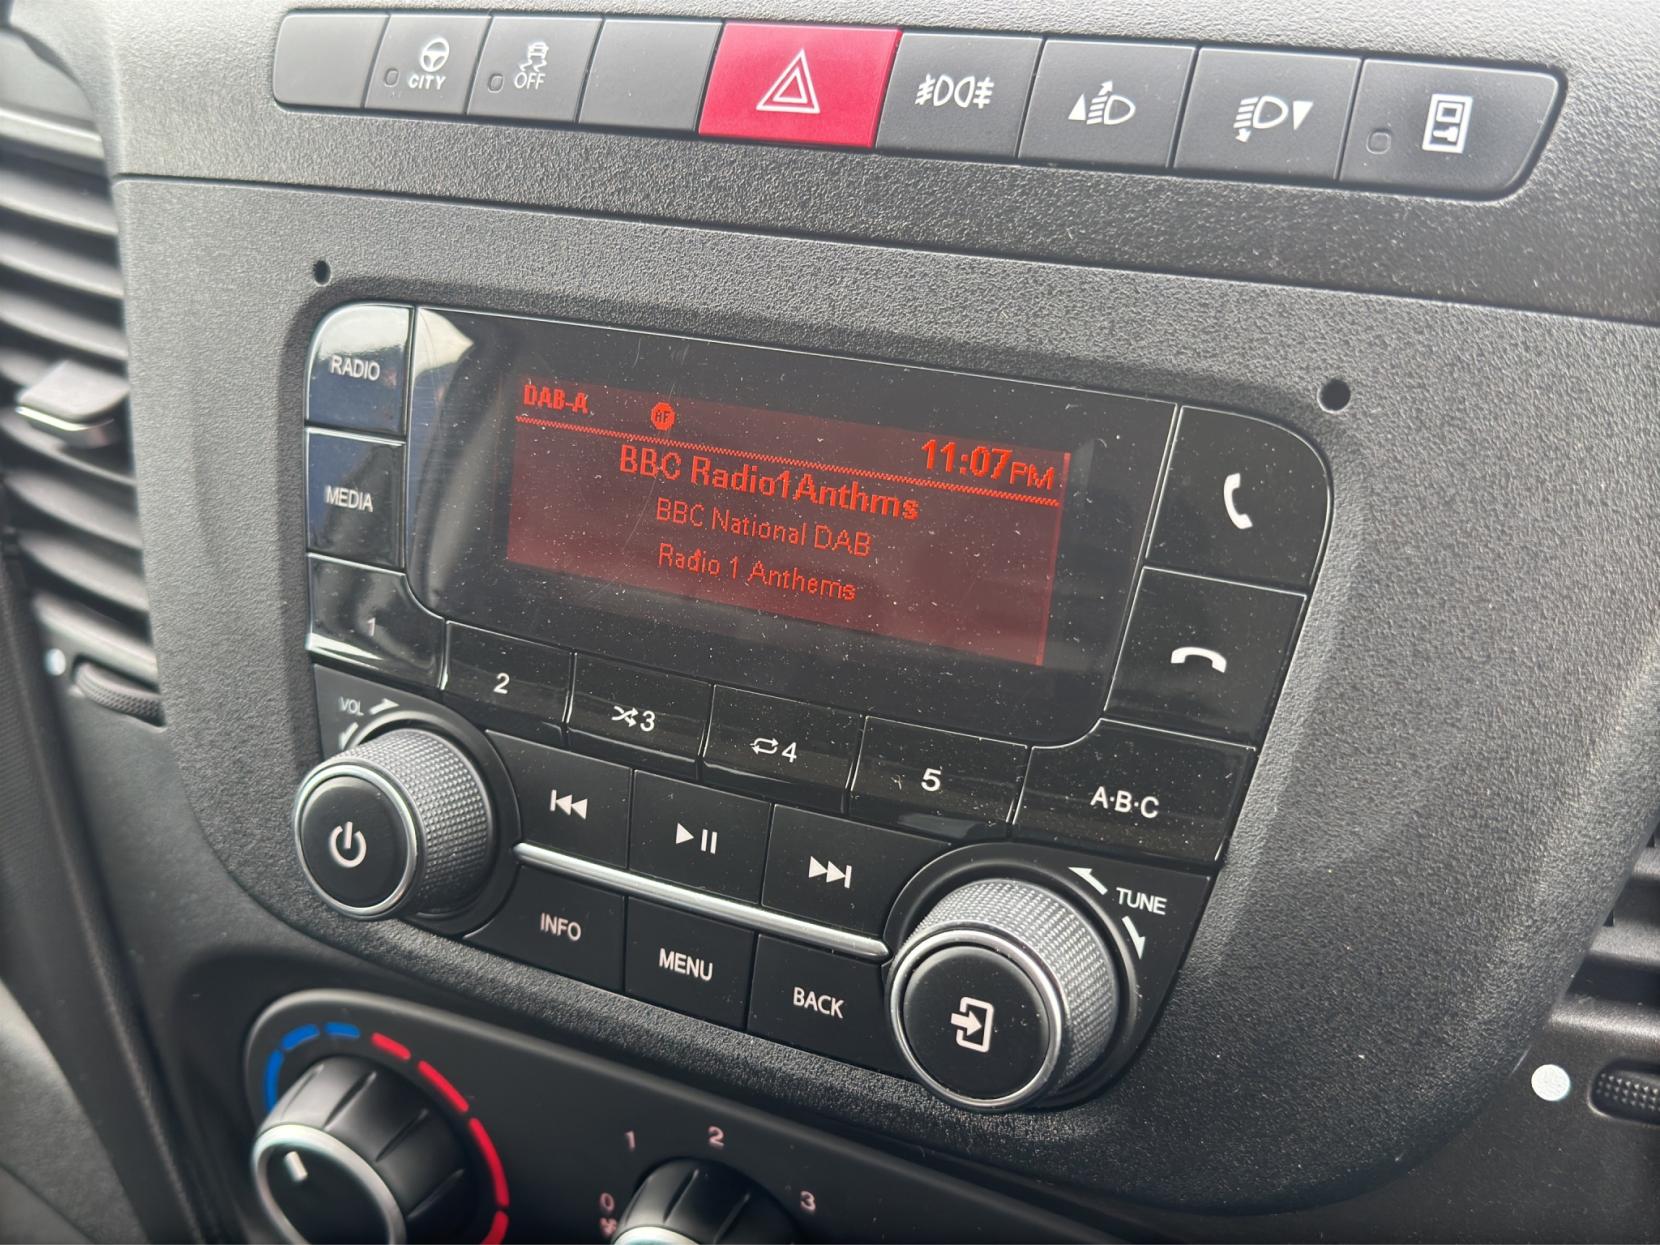 CITY
OFF
RADIO
MEDIA
DAB-A
AF
11:07PM
BBC Radio1Anthms
BBC National DAB
Radio 1 Anthems
1
2
3
4
5
A·B·C
VOL
TUNE
INFO
MENU
BACK
0
1
2
3